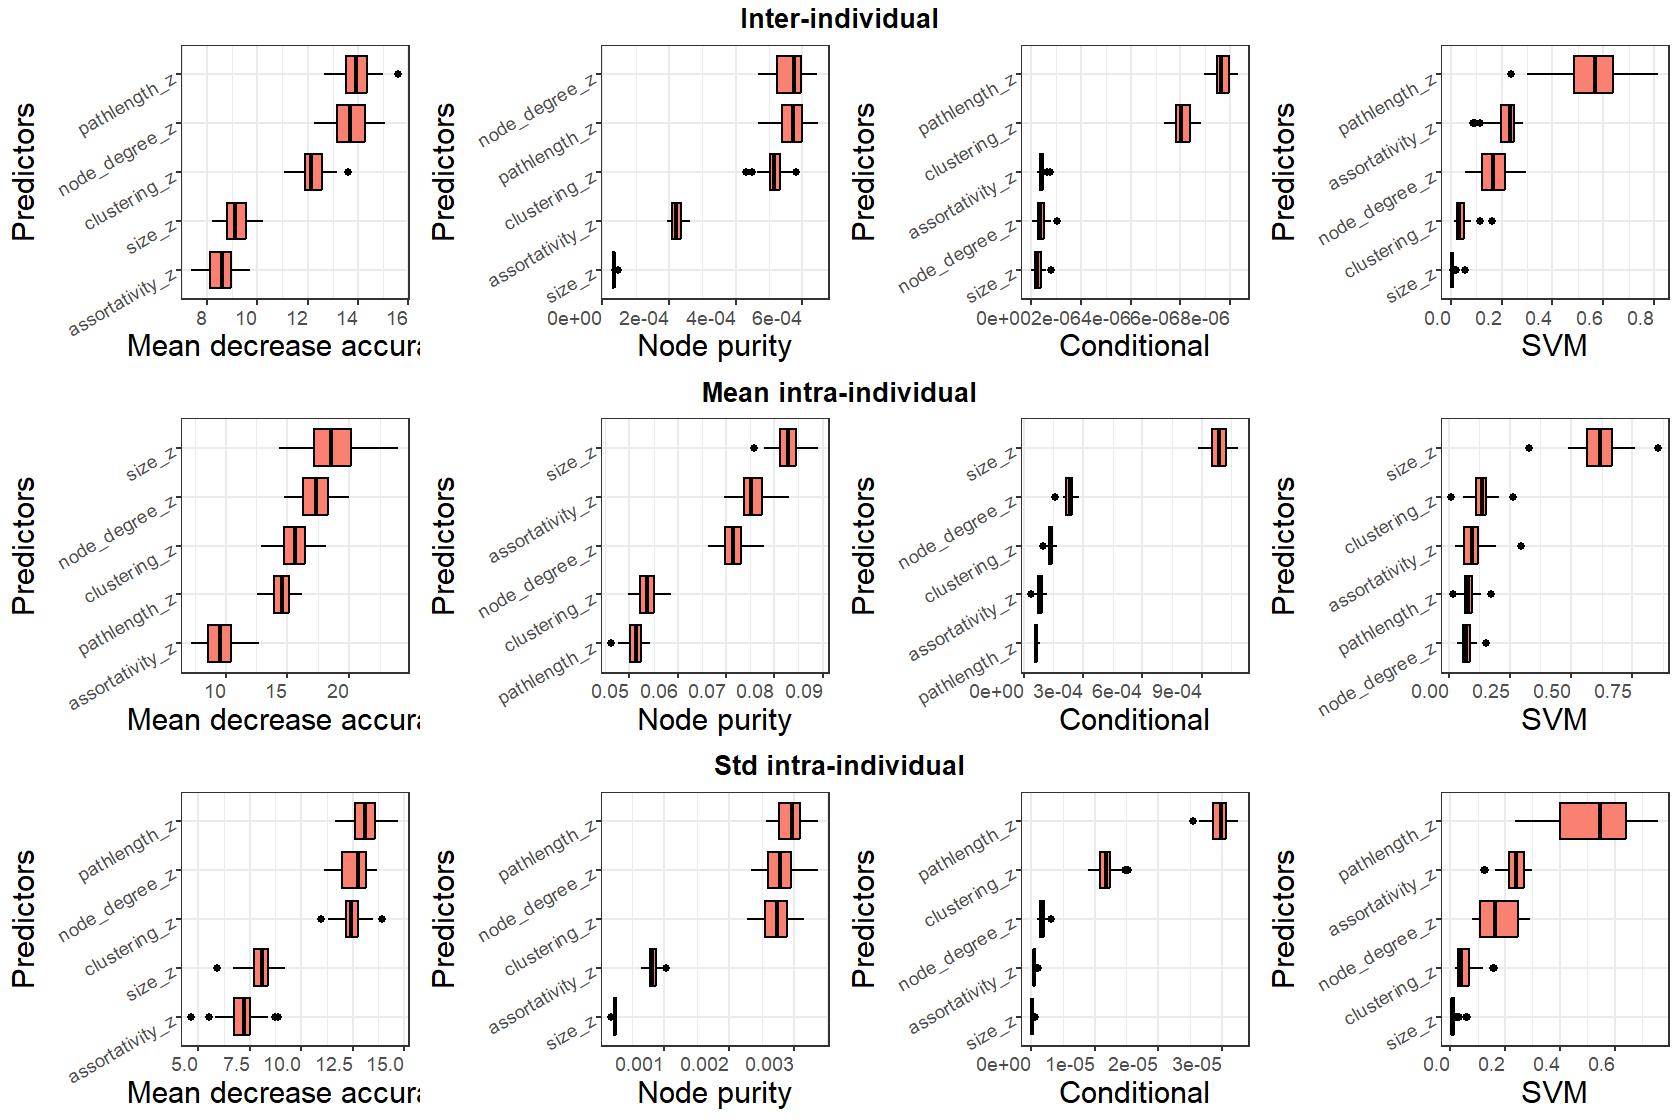 Inter-individual
Predictors
pathlength_z
node_degree_z
clustering_z
size_z
assortativity_z
8 10 12 14 16
Mean decrease accura
Predictors
node_degree_z
pathlength_z
clustering_z
assortativity_z
size_z
0e+00 2e-04 4e-04 6e-04
Node purity
Predictors
pathlength_z
clustering_z
assortativity_z
node_degree_z
size_z
0e+002e-064e-066e-068e-06
Conditional
Predictors
pathlength_z
assortativity_z
node_degree_z
clustering_z
size_z
0.0 0.2 0.4 0.6 0.8
SVM
Mean intra-individual
Predictors
size_z
node_degree_z
clustering_z
pathlength_z
assortativity_z
10 15 20
Mean decrease accura
Predictors
size_z
assortativity_z
node_degree_z
clustering_z
pathlength_z
0.05 0.06 0.07 0.08 0.09
Node purity
Predictors
size_z
node_degree_z
clustering_z
assortativity_z
pathlength_z
0e+00 3e-04 6e-04 9e-04
Conditional
Predictors
size_z
clustering_z
assortativity_z
pathlength_z
node_degree_z
0.00 0.25 0.50 0.75
SVM
Std intra-individual
Predictors
pathlength_z
node_degree_z
clustering_z
size_z
assortativity_z
5.0 7.5 10.0 12.5 15.0
Mean decrease accura
Predictors
pathlength_z
node_degree_z
clustering_z
assortativity_z
size_z
0.001 0.002 0.003
Node purity
Predictors
pathlength_z
clustering_z
node_degree_z
assortativity_z
size_z
0e+00 1e-05 2e-05 3e-05
Conditional
Predictors
pathlength_z
assortativity_z
node_degree_z
clustering_z
size_z
0.0 0.2 0.4 0.6
SVM